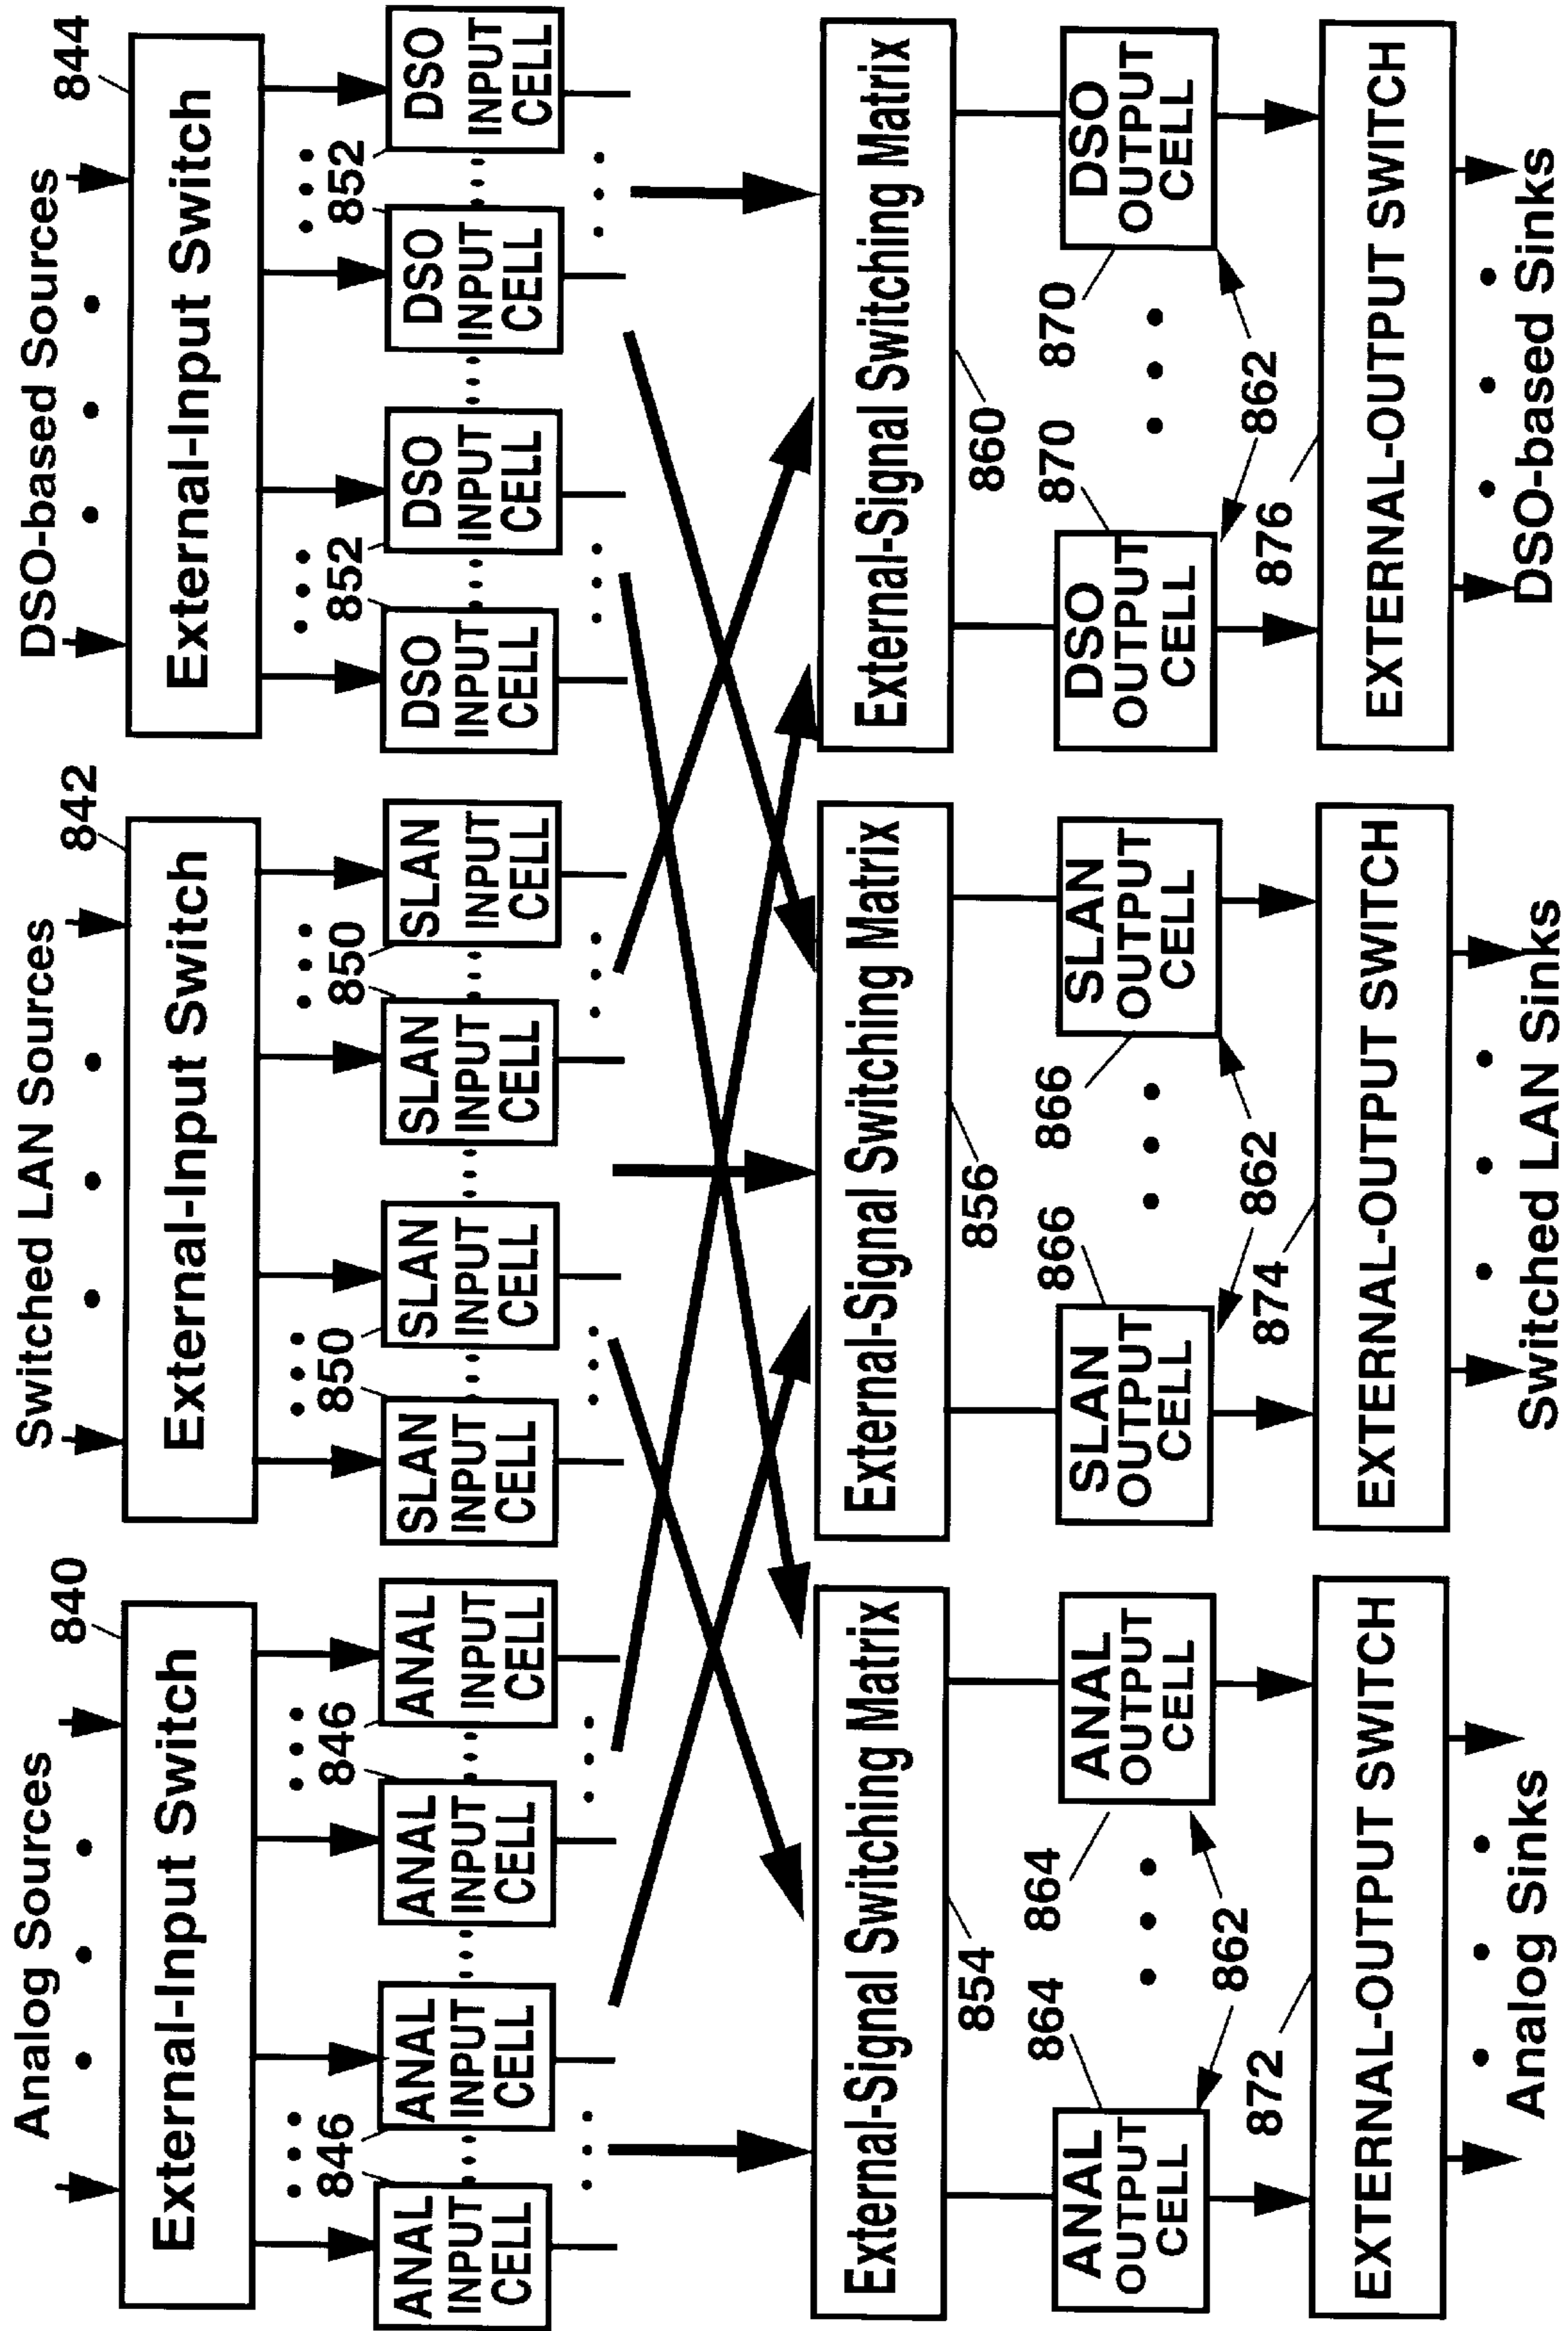 Analog Sources
Switched LAN Sources
DSO-based Sources
840
842
844
External-Input Switch
External-Input Switch
External-Input Switch
846
846
850
850
852
852
ANAL INPUT CELL
ANAL INPUT CELL
ANAL INPUT CELL
ANAL INPUT CELL
SLAN INPUT CELL
SLAN INPUT CELL
SLAN INPUT CELL
SLAN INPUT CELL
DSO INPUT CELL
DSO INPUT CELL
DSO INPUT CELL
DSO INPUT CELL
External-Signal Switching Matrix
External-Signal Switching Matrix
External-Signal Switching Matrix
854
856
860
864
864
866
866
870
870
ANAL OUTPUT CELL
ANAL OUTPUT CELL
SLAN OUTPUT CELL
SLAN OUTPUT CELL
DSO OUTPUT CELL
DSO OUTPUT CELL
862
862
862
872
874
876
EXTERNAL-OUTPUT SWITCH
EXTERNAL-OUTPUT SWITCH
EXTERNAL-OUTPUT SWITCH
Analog Sinks
Switched LAN Sinks
DSO-based Sinks